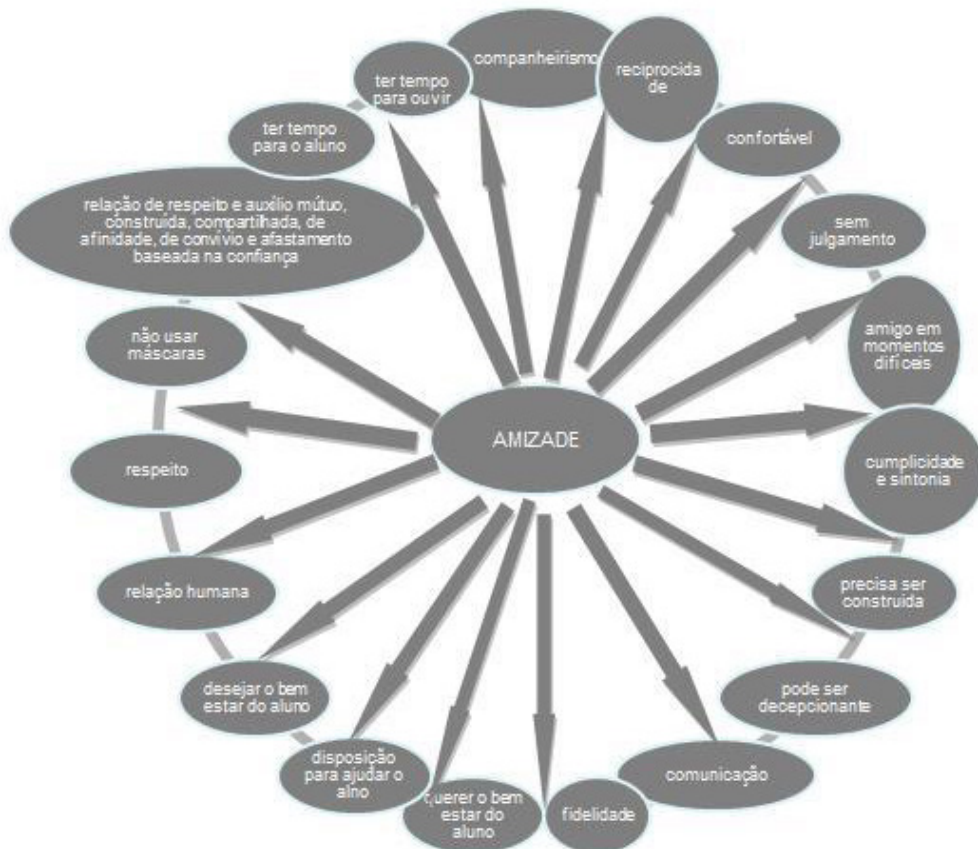 companheirismo
reciprocida
de
confortável
sem
julgamento
amigo em
momentos
difíceis
cumplicidade
e sintonia
precisa ser
construida
pode ser
decepcionante
comunicação
fidelidade
querer o bem
estar do
aluno
disposição
para ajudar o
alno
desejar o bem
estar do aluno
relação humana
respeito
não usar
máscaras
relação de respeito e auxílio mútuo,
construída, compartilhada, de
afinidade, de convívio e afastamento
baseada na confiança
ter tempo
para o aluno
ter tempo
para ouvir
AMIZADE